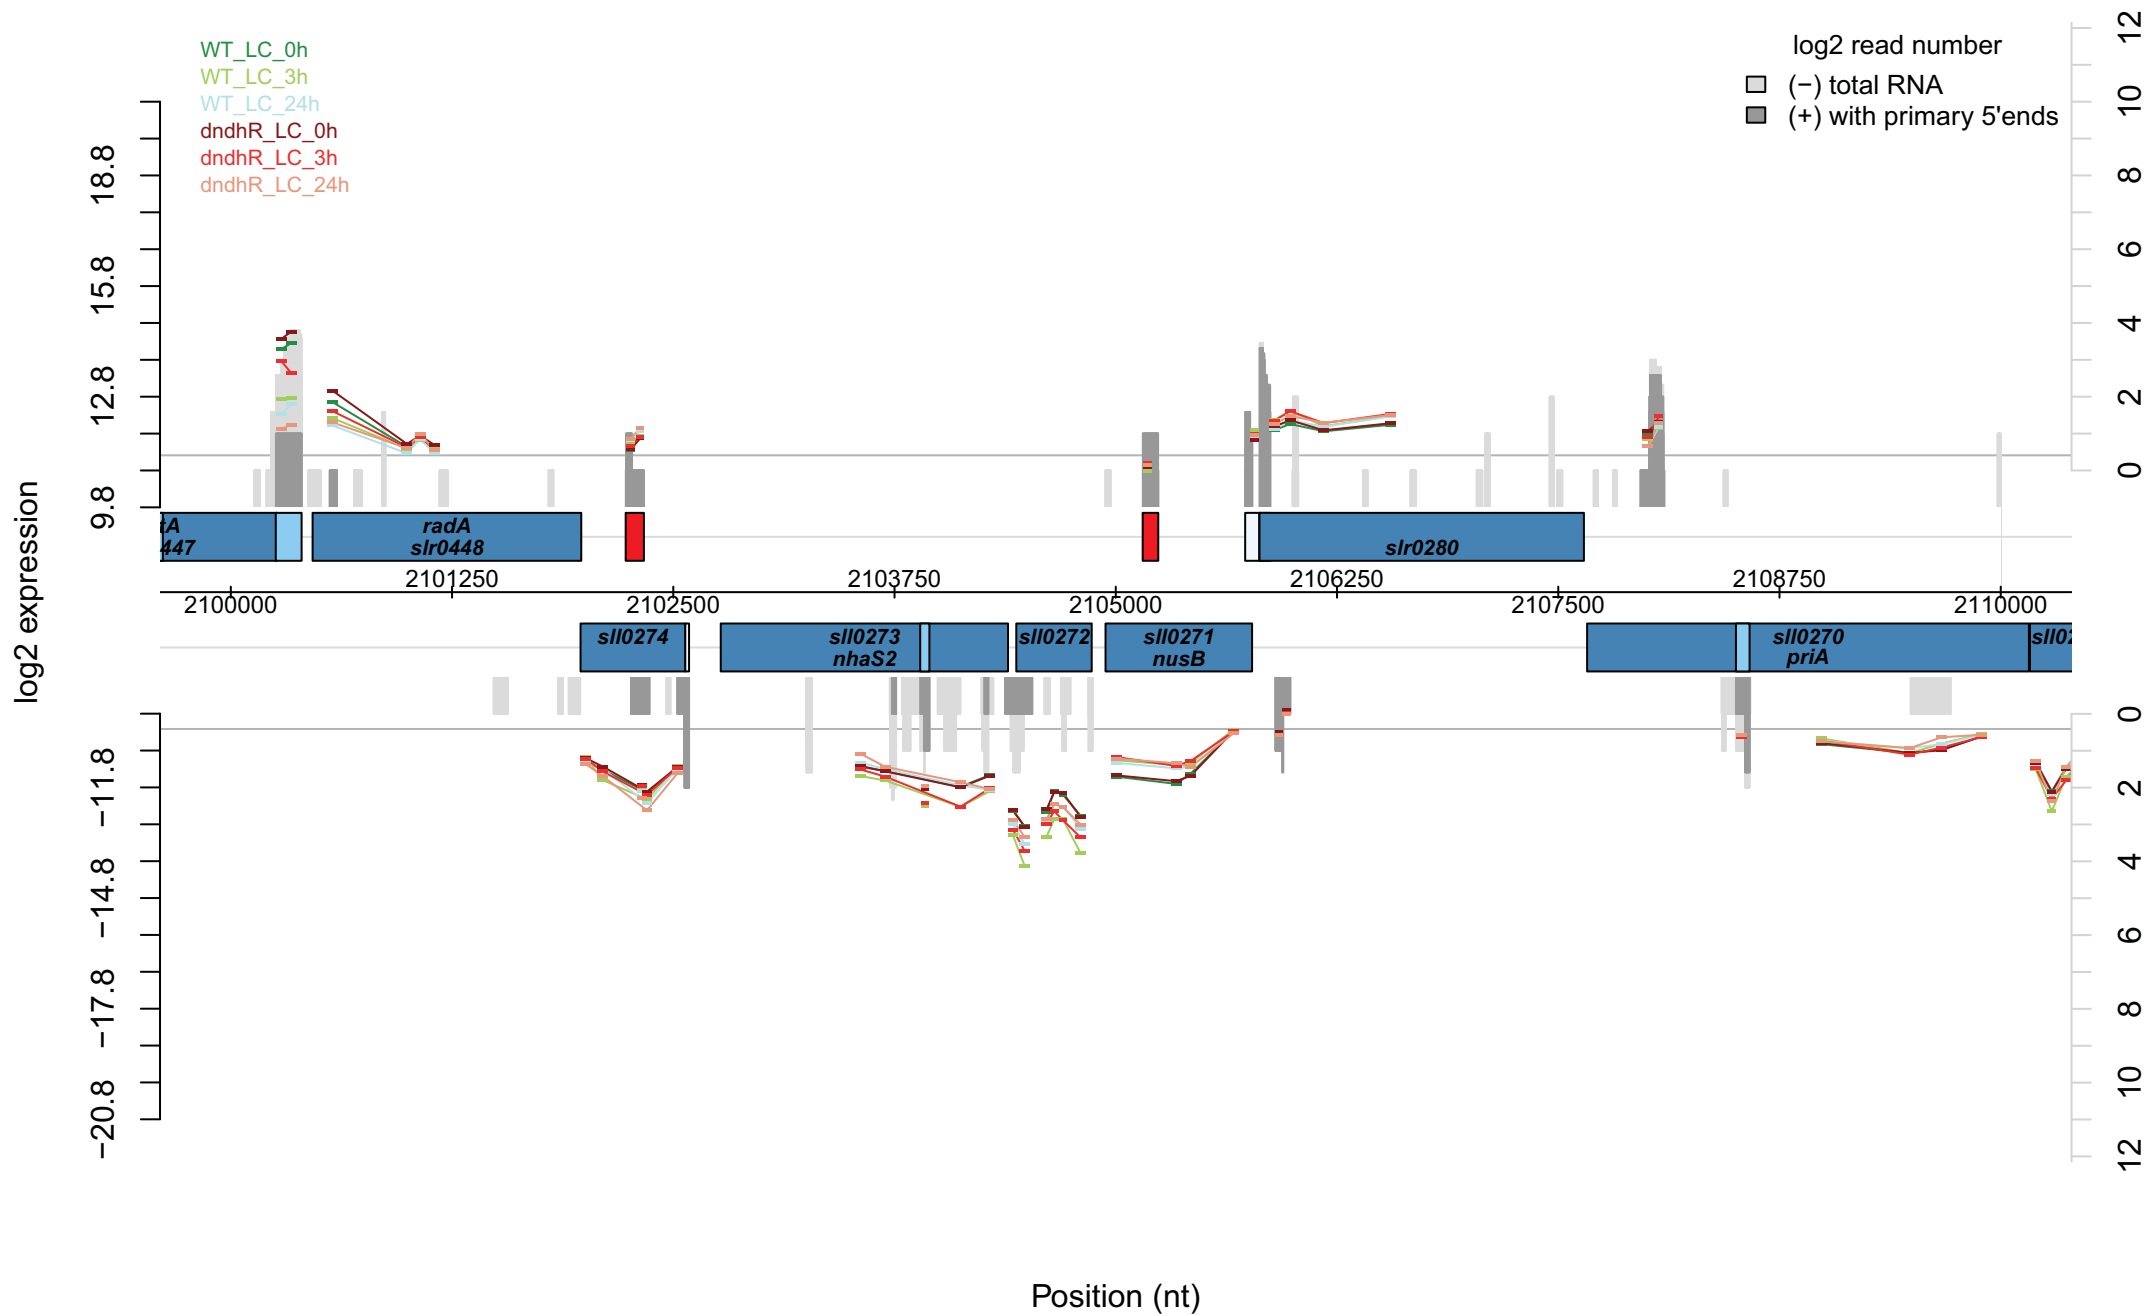 WT_LC_0h
WT_LC_3h
WT_LC_24h
dndhR_LC_0h
dndhR_LC_3h
dndhR_LC_24h
log2 read number
(−) total RNA
(+) with primary 5'ends
log2 expression
18.8
15.8
12.8
9.8
12
10
8
6
4
2
0
tA
447
radA
slr0448
slr0280
2101250
2103750
2106250
2108750
2100000
2102500
2105000
2107500
2110000
sll0274
sll0273
nhaS2
sll0272
sll0271
nusB
sll0270
priA
sll02
−11.8
−14.8
−17.8
−20.8
0
2
4
6
8
10
12
Position (nt)